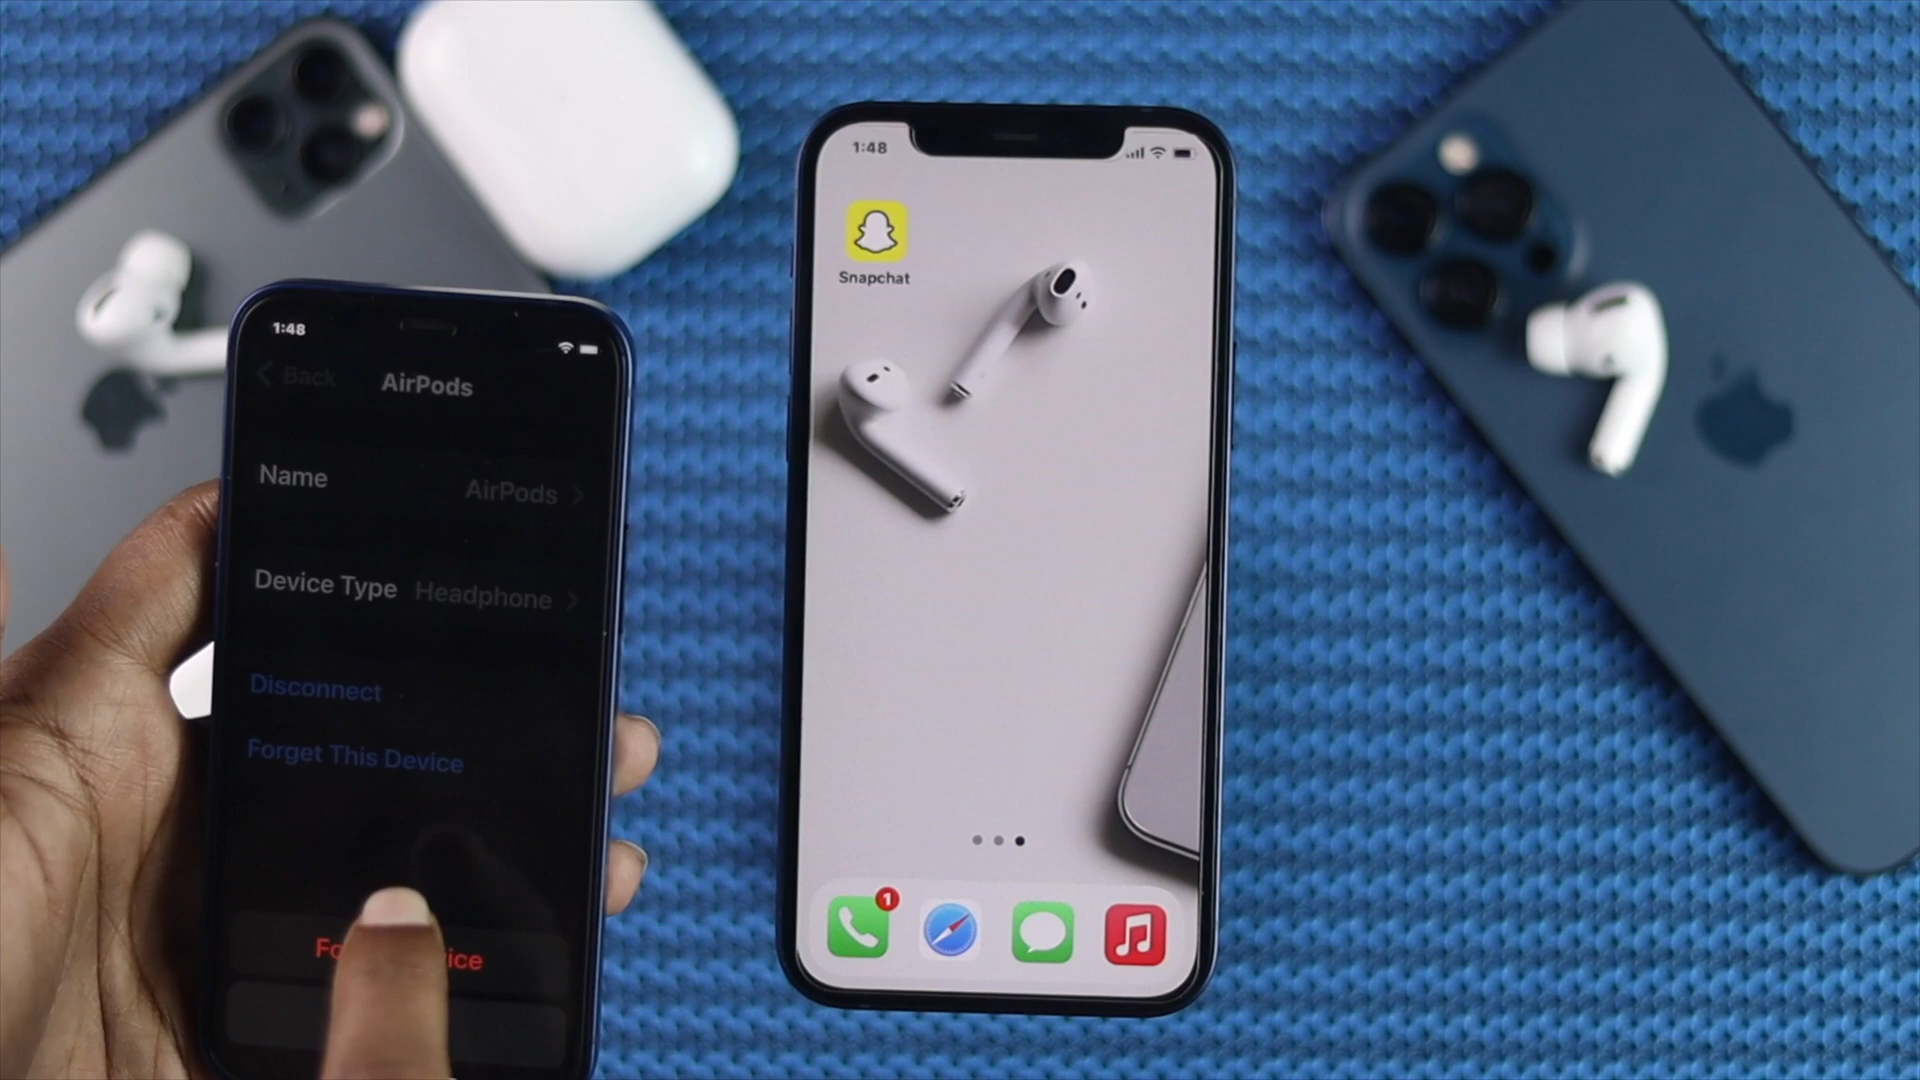 1:48
Back
AirPods
Name
AirPods
Device Type
Headphone
Disconnect
Forget This Device
1:48
Snapchat
1